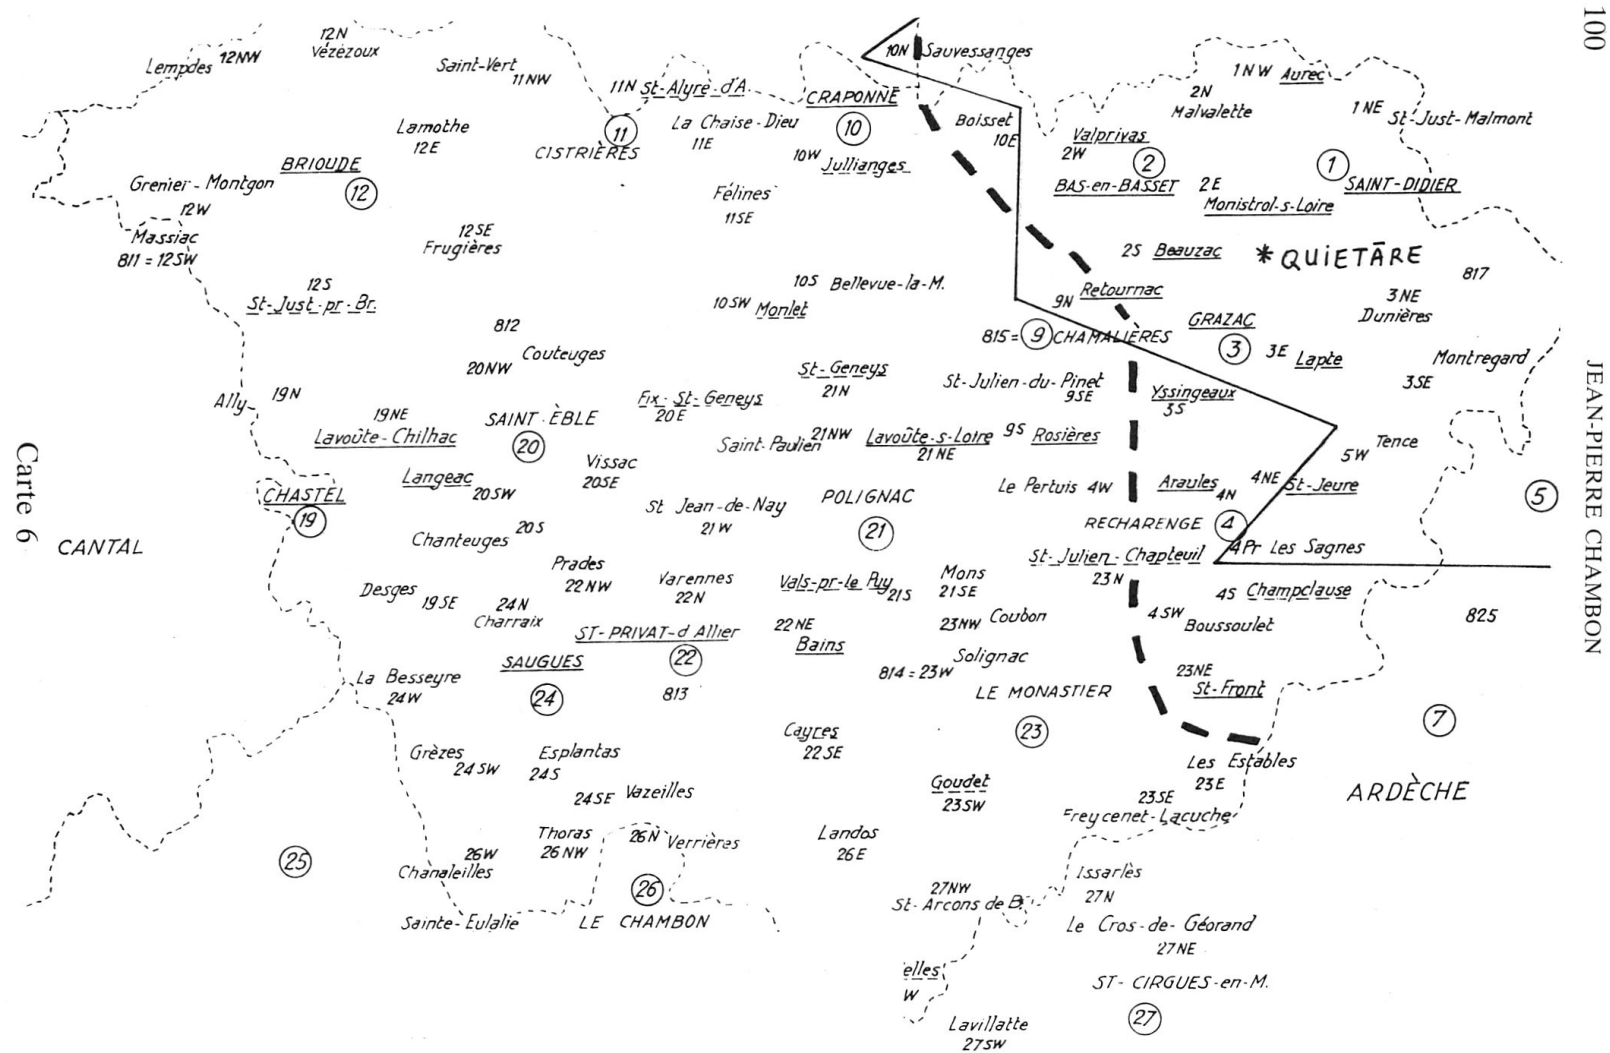 100
JEAN-PIERRE CHAMBON
Carte 6
12N
Vézézoux
Lempdes 12NW
Saint-Vert
11NW
11N St-Alyre-d'A.
10N Sauvessanges
1NW Aurec
2N
Malvalette
1NE St-Just-Malmont
CRAPONNE
10
La Chaise-Dieu
11E
Boisset
10E
Valprivas
2W
2
Lamothe
12E
11
CISTRIÈRES
10W Jullianges
BRIOUDE
12
1
SAINT-DIDIER
BAS-en-BASSET
2E
Monistrol-s-Loire
Grenier-Montgon
12W
Félines
11SE
Massiac
811 = 12SW
12SE
Frugières
2S Beauzac
* QUIETĀRE
817
12S
St-Just-pr-Br.
10S Bellevue-la-M.
10SW Monlet
9N Retournac
3NE
Dunières
812
815 = 9 CHAMALIÈRES
GRAZAC
3
3E Lapte
Couteuges
20NW
Montregard
3SE
St-Geneys
21N
St-Julien-du-Pinet
9SE
Yssingeaux
3S
Ally
19N
19NE
Lavoûte-Chilhac
SAINT-ÈBLE
20
Fix-St-Geneys
20E
Saint-Paulien
21NW
Lavoûte-s-Loire
21NE
9S Rosières
5W
Tence
Vissac
20SE
Langeac
20SW
CHASTEL
19
Le Pertuis 4W
Araules
4N
4NE
St-Jeure
5
POLIGNAC
21
St Jean-de-Nay
21W
RECHARENGE 4
20S
Chanteuges
CANTAL
4Pr Les Sagnes
St-Julien-Chapteuil
23N
Prades
22NW
Varennes
22N
Vals-pr-le Puy
21S
Mons
21SE
Desges
19SE
24N
Charraix
4S Champclause
4SW
Boussoulet
825
23NW Coubon
22NE
Bains
ST-PRIVAT-d'Allier
22
Solignac
814 = 23W
SAUGUES
24
813
23NE
St-Front
La Besseyre
24W
LE MONASTIER
23
7
Cayres
22SE
Grèzes
24SW
Esplantas
24S
Les Estables
23E
24SE Vazeilles
Goudet
23SW
23SE
Freycenet-Lacuche
ARDÈCHE
Thoras
26NW
26N Verrières
Landos
26E
25
26W
Chanaleilles
26
LE CHAMBON
Sainte-Eulalie
Issarlès
27N
27NW
St-Arcons de B.
Le Cros-de-Géorand
27NE
elles
W
ST-CIRGUES-en-M.
27
Lavillatte
27SW